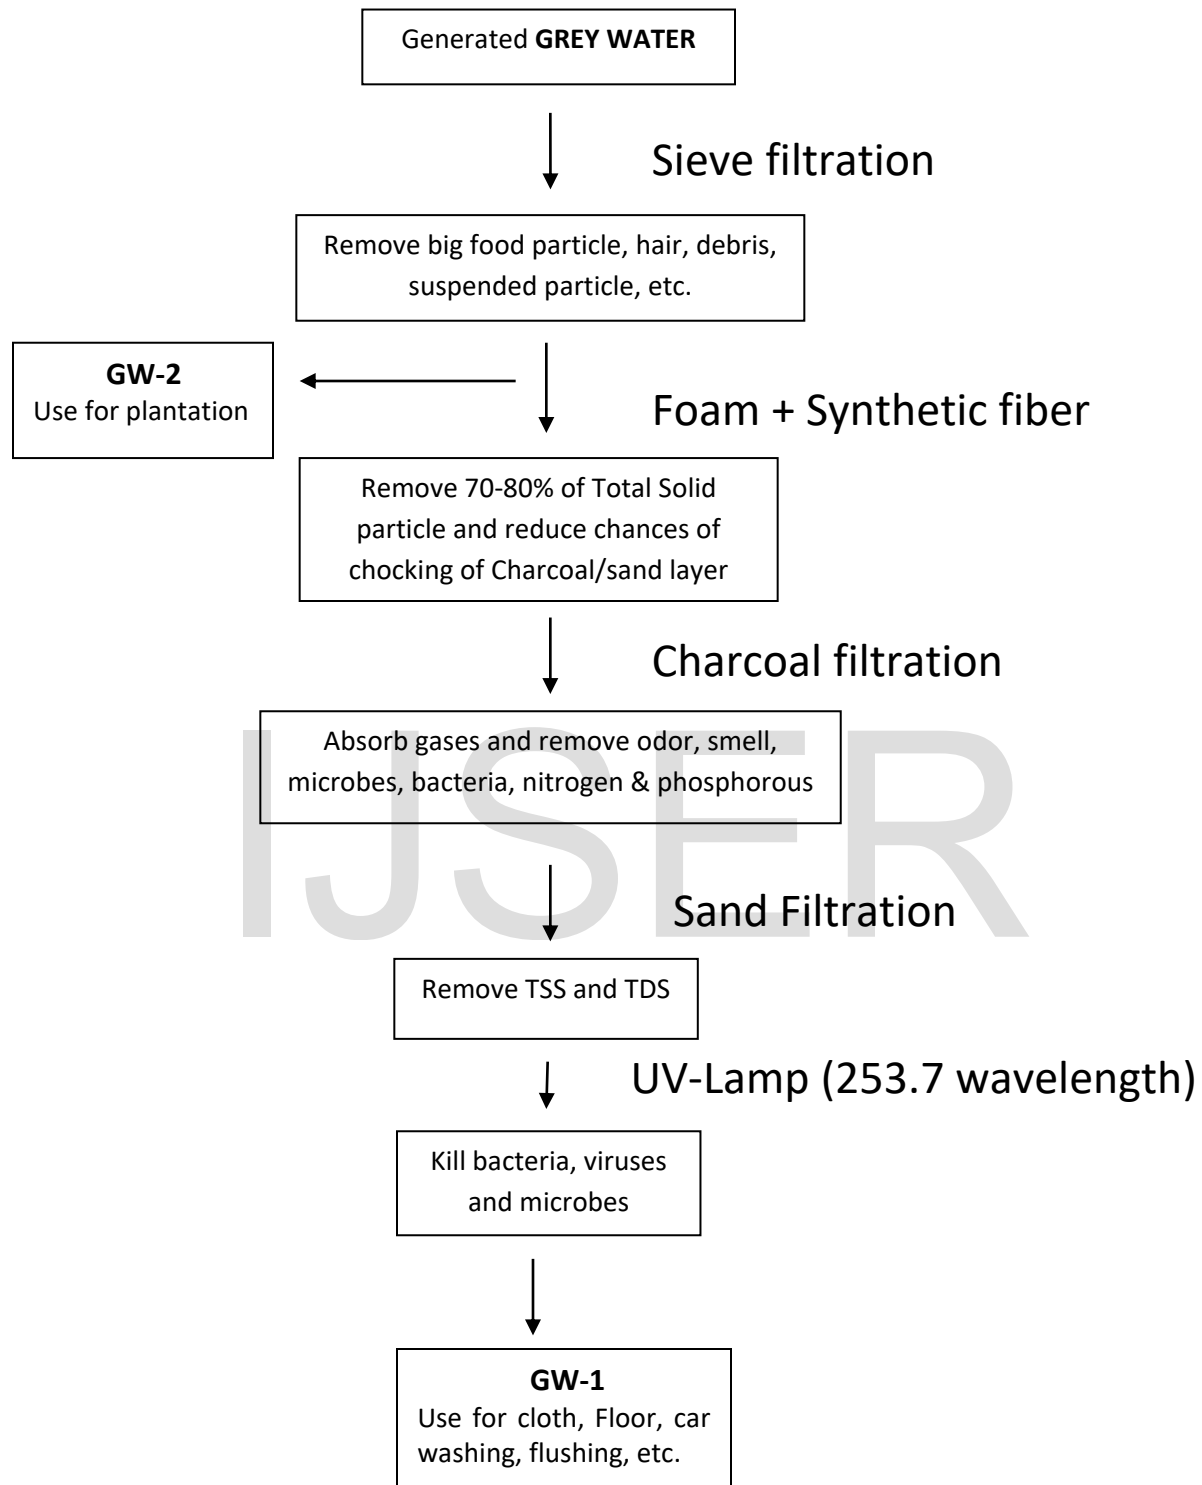 Generated GREY WATER
Sieve filtration
Remove big food particle, hair, debris,
suspended particle, etc.
GW-2
Use for plantation
Foam + Synthetic fiber
Remove 70-80% of Total Solid
particle and reduce chances of
chocking of Charcoal/sand layer
Charcoal filtration
Absorb gases and remove odor, smell,
microbes, bacteria, nitrogen & phosphorous
IJSER
Sand Filtration
Remove TSS and TDS
UV-Lamp (253.7 wavelength)
Kill bacteria, viruses
and microbes
GW-1
Use for cloth, Floor, car
washing, flushing, etc.